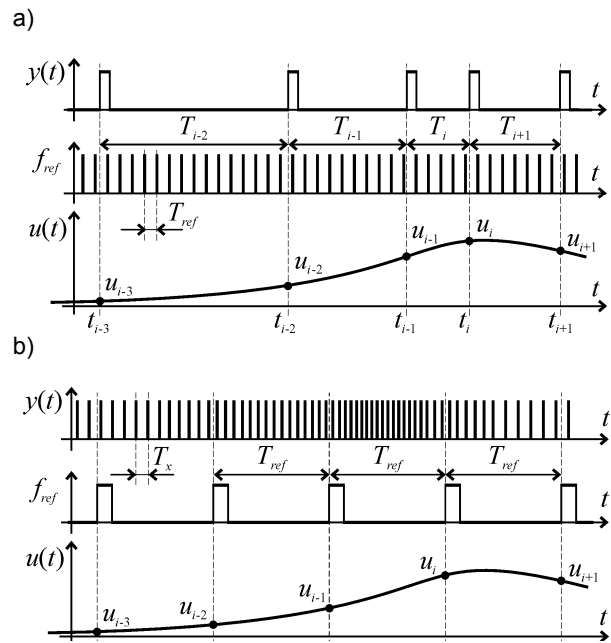 a)
y(t)
t
T_{i-2} T_{i-1} T_i T_{i+1}
f_{ref}
t
T_{ref}
u(t)
u_{i-3} u_{i-2} u_{i-1} u_i u_{i+1}
t
t_{i-3} t_{i-2} t_{i-1} t_i t_{i+1}
b)
y(t)
t
T_x T_{ref} T_{ref} T_{ref}
f_{ref}
t
u(t)
u_{i-3} u_{i-2} u_{i-1} u_i u_{i+1}
t